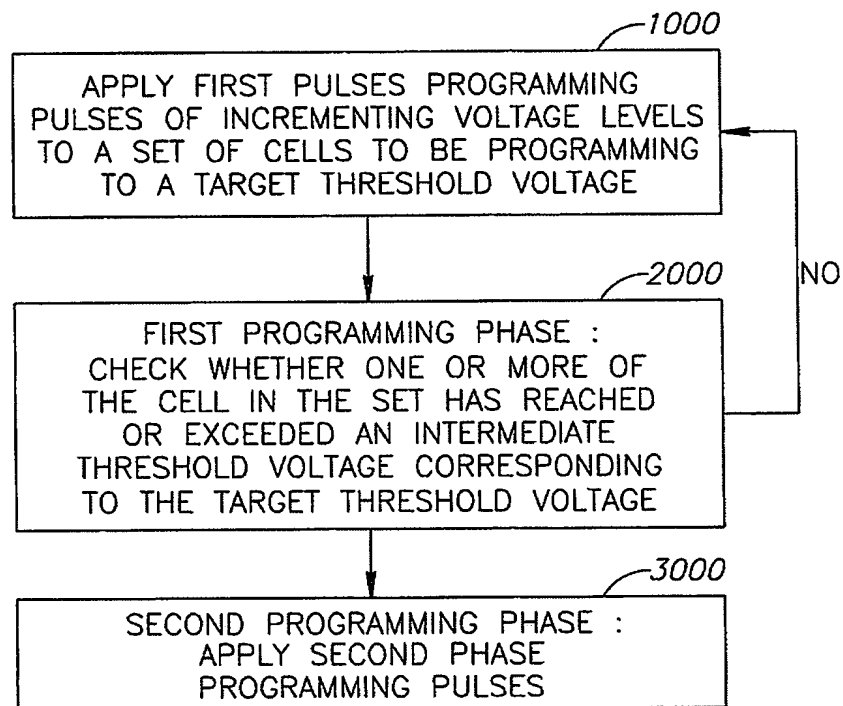 1000
APPLY FIRST PULSES PROGRAMMING
PULSES OF INCREMENTING VOLTAGE LEVELS
TO A SET OF CELLS TO BE PROGRAMMING
TO A TARGET THRESHOLD VOLTAGE
2000
NO
FIRST PROGRAMMING PHASE :
CHECK WHETHER ONE OR MORE OF
THE CELL IN THE SET HAS REACHED
OR EXCEEDED AN INTERMEDIATE
THRESHOLD VOLTAGE CORRESPONDING
TO THE TARGET THRESHOLD VOLTAGE
3000
SECOND PROGRAMMING PHASE :
APPLY SECOND PHASE
PROGRAMMING PULSES